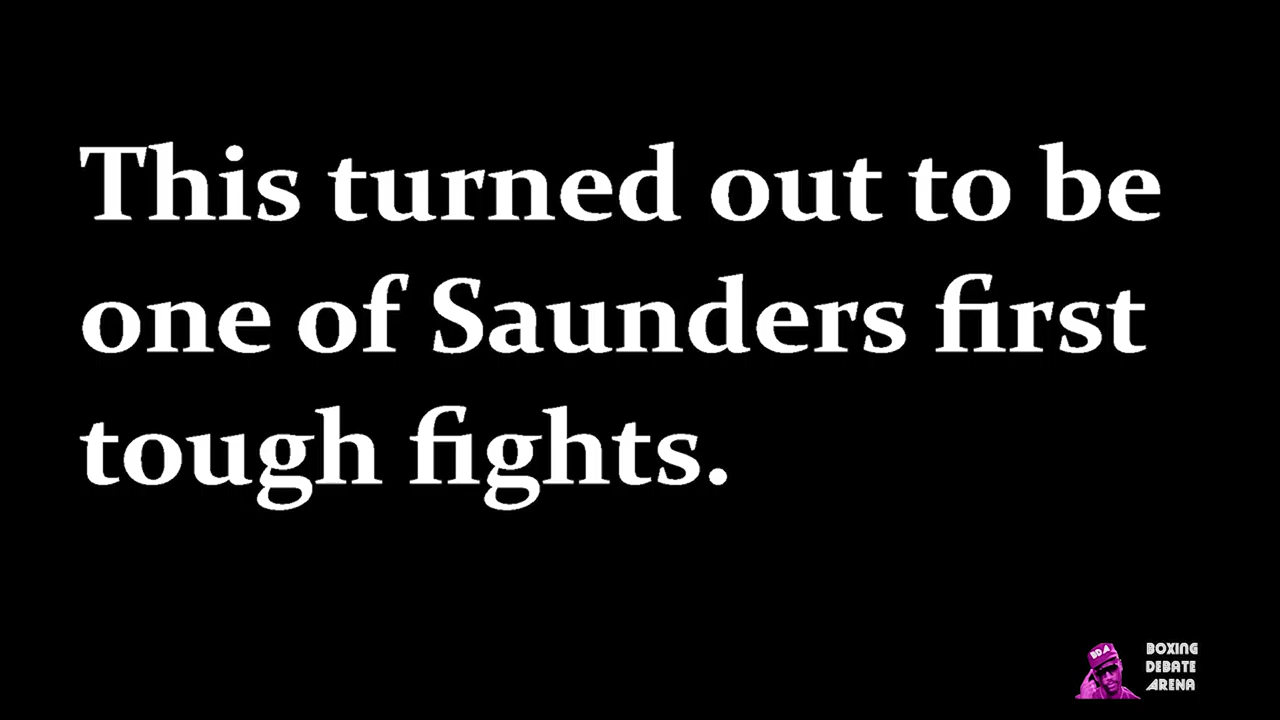 This turned out to be
one of Saunders first
tough fights.
BDA
BOXING
DEBATE
ARENA